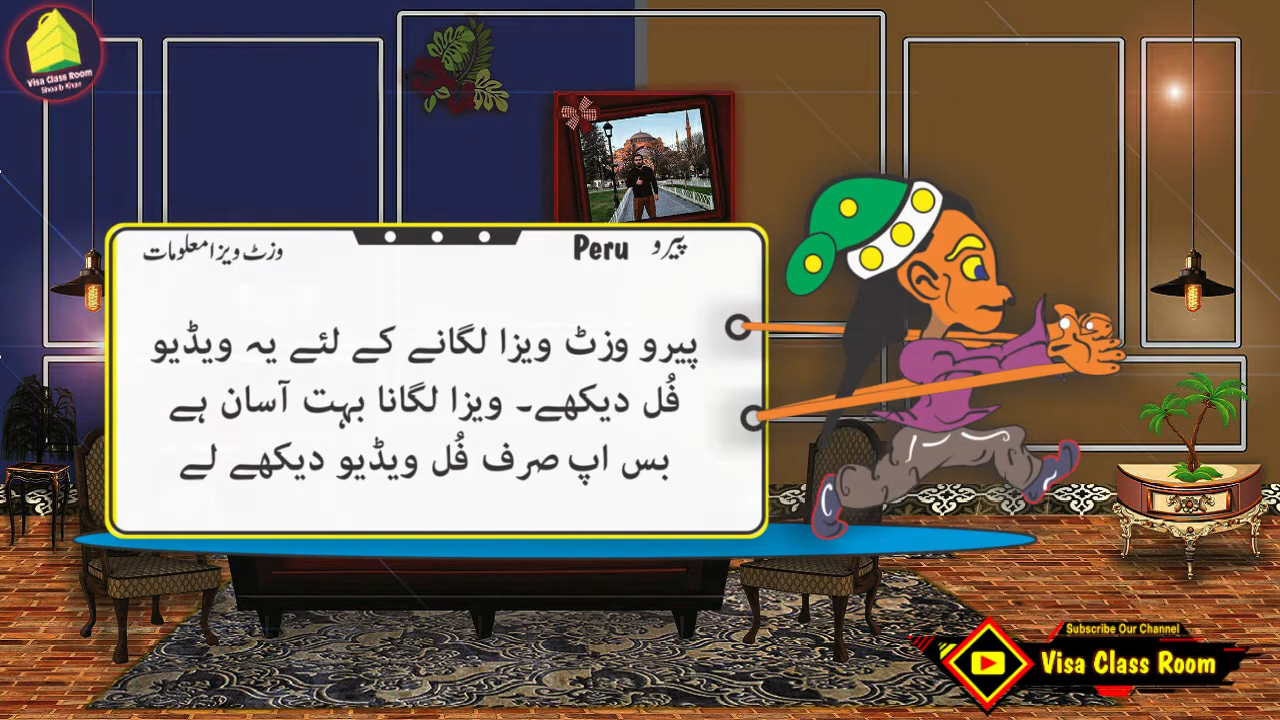 Visa Class Room
Shoaib Khan
پیرو Peru
وزٹ ویزا معلومات
پیرو وزٹ ویزا لگانے کے لئے یہ ویڈیو
فُل دیکھے۔ ویزا لگانا بہت آسان ہے
بس اپ صرف فُل ویڈیو دیکھے لے
Subscribe Our Channel
Visa Class Room